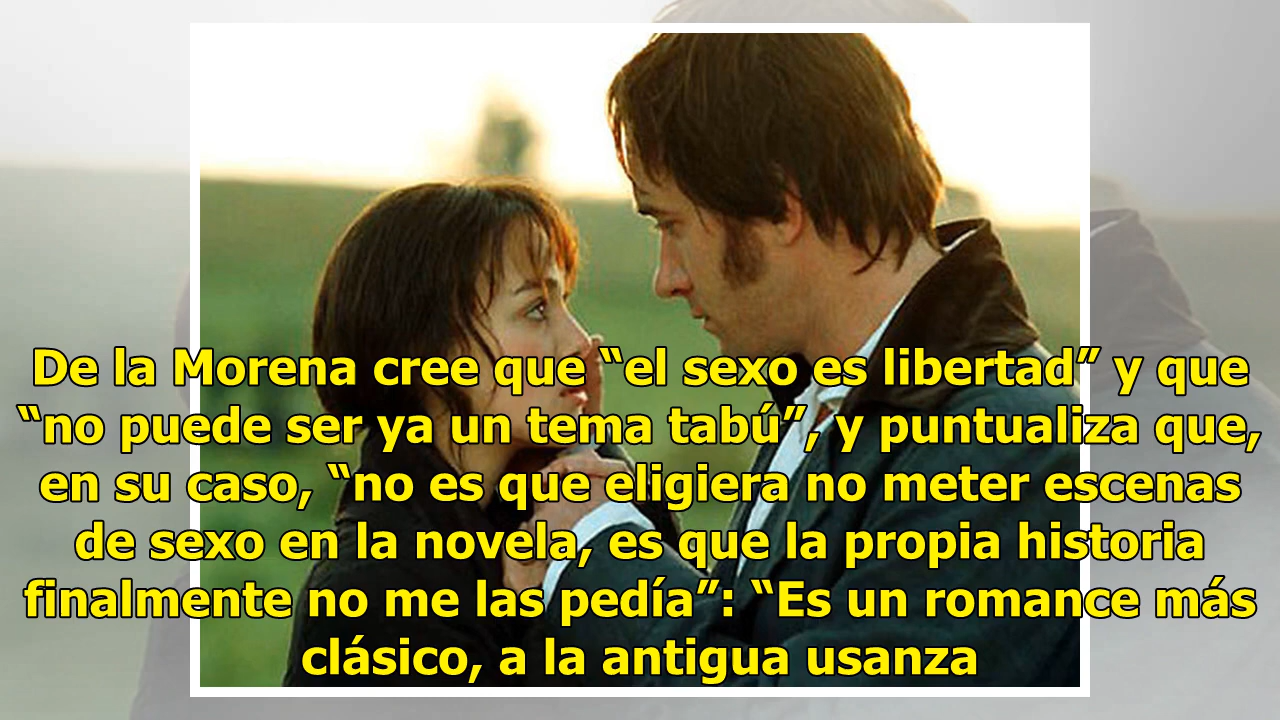 De la Morena cree que “el sexo es libertad” y que
“no puede ser ya un tema tabú”, y puntualiza que,
en su caso, “no es que eligiera no meter escenas
de sexo en la novela, es que la propia historia
finalmente no me las pedía”: “Es un romance más
clásico, a la antigua usanza